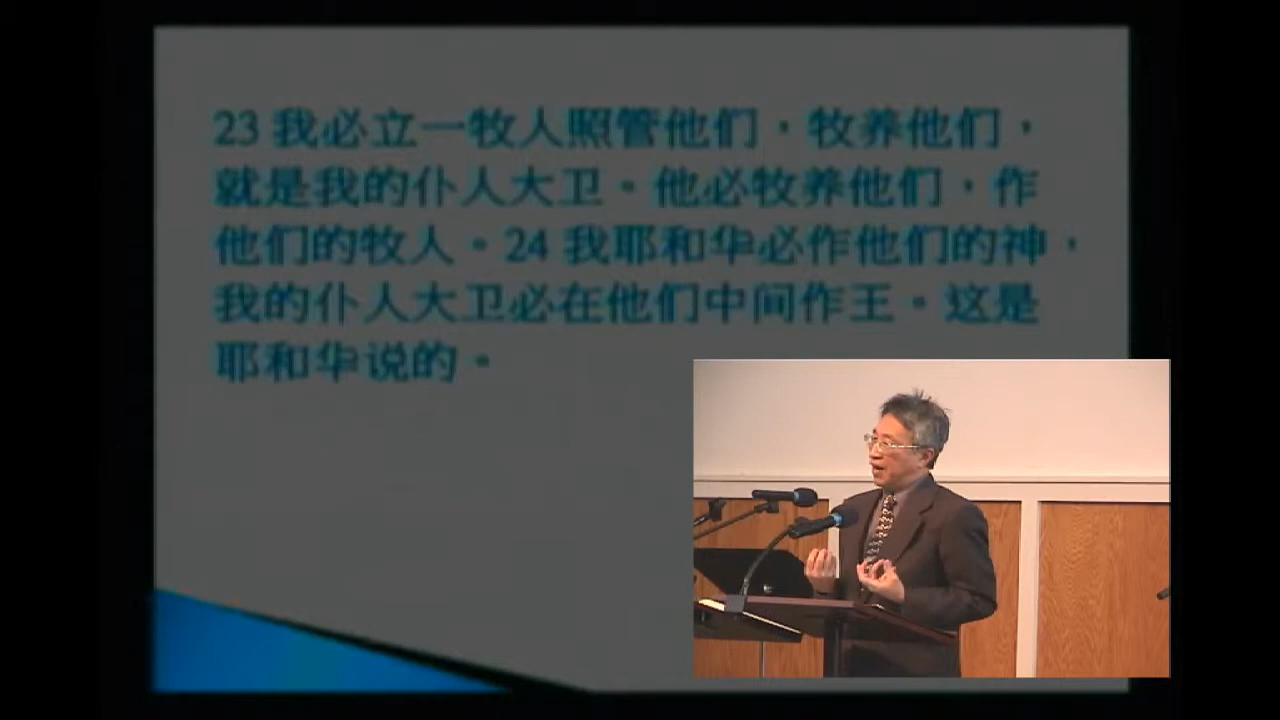 23 我必立一牧人照管他们，牧养他们，
就是我的仆人大卫。他必牧养他们，作
他们的牧人。24 我耶和华必作他们的神，
我的仆人大卫必在他们中间作王。这是
耶和华说的。